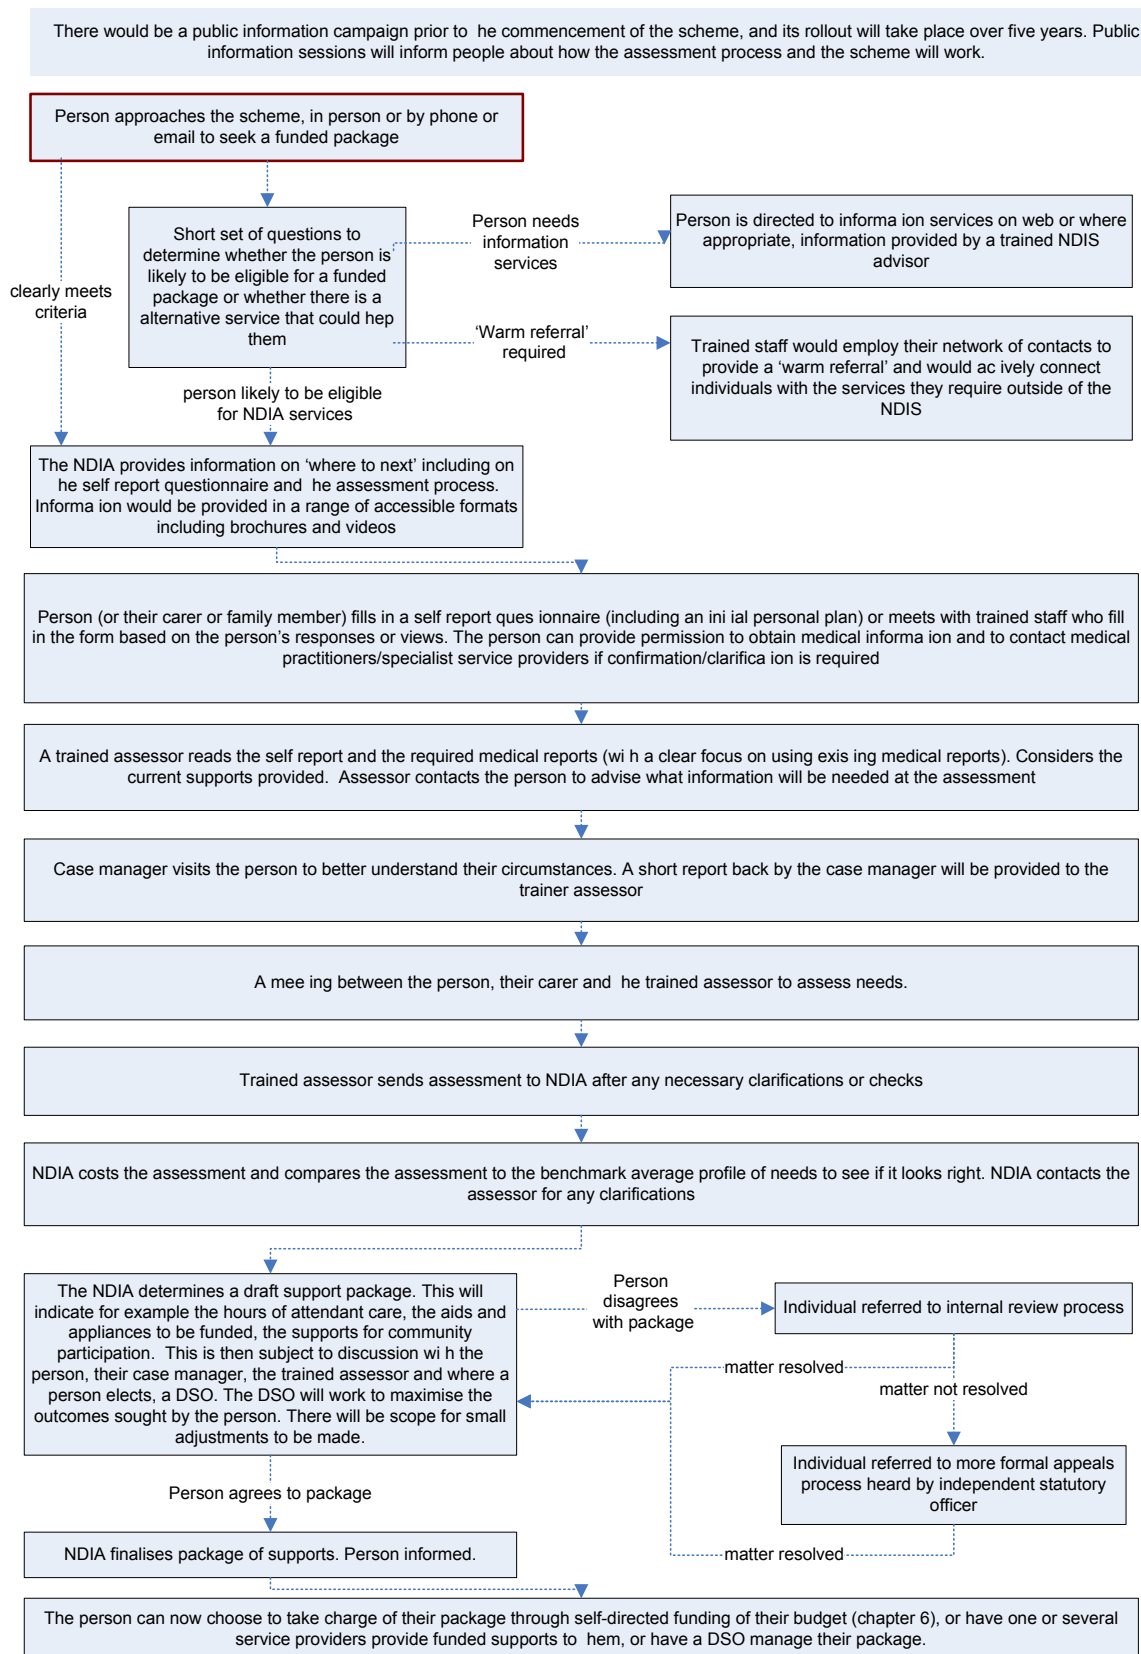 There would be a public information campaign prior to  he commencement of the scheme, and its rollout will take place over five years. Public
information sessions will inform people about how the assessment process and the scheme will work.
Person approaches the scheme, in person or by phone or
email to seek a funded package
clearly meets
criteria
Short set of questions to
determine whether the person is
likely to be eligible for a funded
package or whether there is a
alternative service that could hep
them
Person needs
information
services
Person is directed to informa ion services on web or where
appropriate, information provided by a trained NDIS
advisor
‘Warm referral’
required
Trained staff would employ their network of contacts to
provide a ‘warm referral’ and would ac ively connect
individuals with the services they require outside of the
NDIS
person likely to be eligible
for NDIA services
The NDIA provides information on ‘where to next’ including on
he self report questionnaire and  he assessment process.
Informa ion would be provided in a range of accessible formats
including brochures and videos
Person (or their carer or family member) fills in a self report ques ionnaire (including an ini ial personal plan) or meets with trained staff who fill
in the form based on the person’s responses or views. The person can provide permission to obtain medical informa ion and to contact medical
practitioners/specialist service providers if confirmation/clarifica ion is required
A trained assessor reads the self report and the required medical reports (wi h a clear focus on using exis ing medical reports). Considers the
current supports provided.  Assessor contacts the person to advise what information will be needed at the assessment
Case manager visits the person to better understand their circumstances. A short report back by the case manager will be provided to the
trainer assessor
A mee ing between the person, their carer and  he trained assessor to assess needs.
Trained assessor sends assessment to NDIA after any necessary clarifications or checks
NDIA costs the assessment and compares the assessment to the benchmark average profile of needs to see if it looks right. NDIA contacts the
assessor for any clarifications
The NDIA determines a draft support package. This will
indicate for example the hours of attendant care, the aids and
appliances to be funded, the supports for community
participation.  This is then subject to discussion wi h the
person, their case manager, the trained assessor and where a
person elects, a DSO. The DSO will work to maximise the
outcomes sought by the person. There will be scope for small
adjustments to be made.
Person
disagrees
with package
Individual referred to internal review process
matter resolved
matter not resolved
Individual referred to more formal appeals
process heard by independent statutory
officer
matter resolved
Person agrees to package
NDIA finalises package of supports. Person informed.
The person can now choose to take charge of their package through self-directed funding of their budget (chapter 6), or have one or several
service providers provide funded supports to  hem, or have a DSO manage their package.